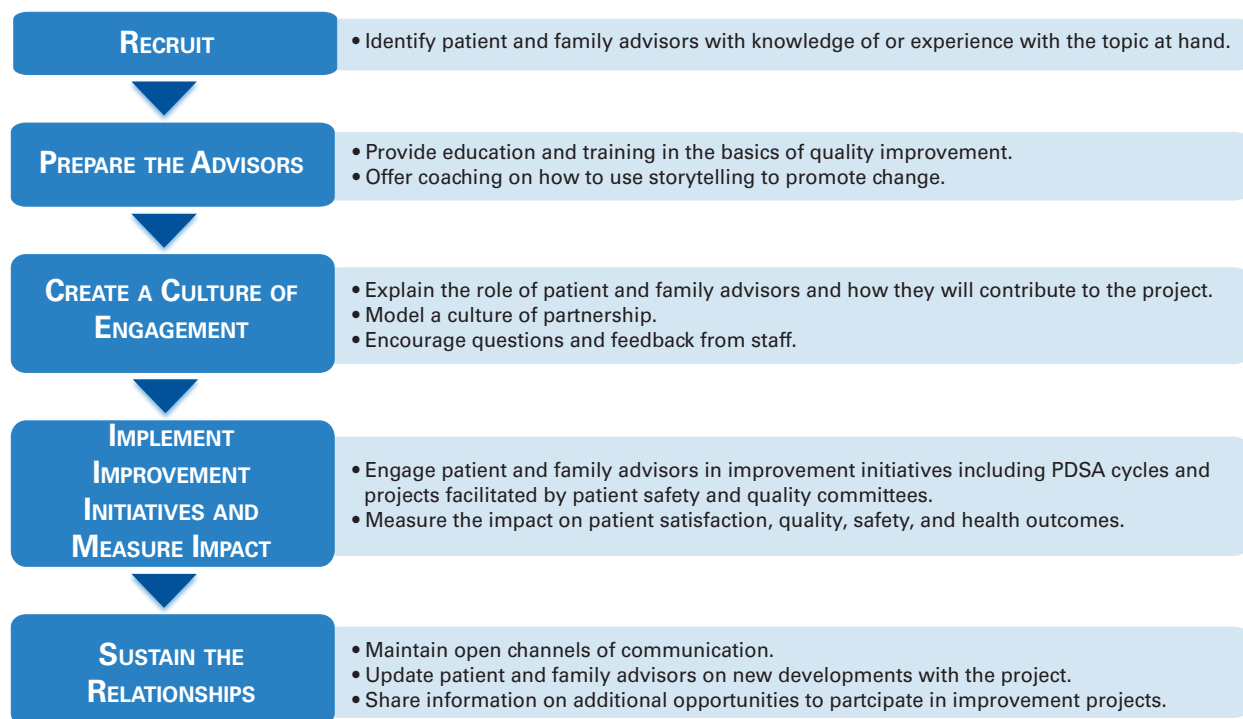 RECRUIT
• Identify patient and family advisors with knowledge of or experience with the topic at hand.
PREPARE THE ADVISORS
• Provide education and training in the basics of quality improvement.
• Offer coaching on how to use storytelling to promote change.
CREATE A CULTURE OF
ENGAGEMENT
• Explain the role of patient and family advisors and how they will contribute to the project.
• Model a culture of partnership.
• Encourage questions and feedback from staff.
IMPLEMENT
IMPROVEMENT
INITIATIVES AND
MEASURE IMPACT
• Engage patient and family advisors in improvement initiatives including PDSA cycles and
projects facilitated by patient safety and quality committees.
• Measure the impact on patient satisfaction, quality, safety, and health outcomes.
SUSTAIN THE
RELATIONSHIPS
• Maintain open channels of communication.
• Update patient and family advisors on new developments with the project.
• Share information on additional opportunities to partcipate in improvement projects.